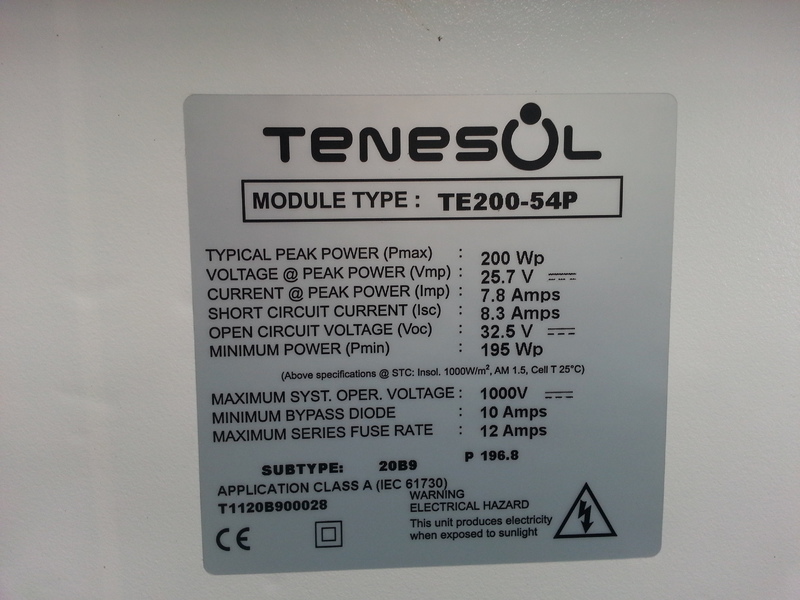 TENESOL
MODULE TYPE : TE200-54P
TYPICAL PEAK POWER (Pmax) : 200 Wp
VOLTAGE @ PEAK POWER (Vmp) : 25.7 V
CURRENT @ PEAK POWER (Imp) : 7.8 Amps
SHORT CIRCUIT CURRENT (Isc) : 8.3 Amps
OPEN CIRCUIT VOLTAGE (Voc) : 32.5 V
MINIMUM POWER (Pmin) : 195 Wp
(Above specifications @ STC: Insol. 1000W/m², AM 1.5, Cell T 25°C)
MAXIMUM SYST. OPER. VOLTAGE : 1000V
MINIMUM BYPASS DIODE : 10 Amps
MAXIMUM SERIES FUSE RATE : 12 Amps
SUBTYPE: 20B9 P 196.8
APPLICATION CLASS A (IEC 61730)
T1120B900028
WARNING
ELECTRICAL HAZARD
This unit produces electricity
when exposed to sunlight
CE